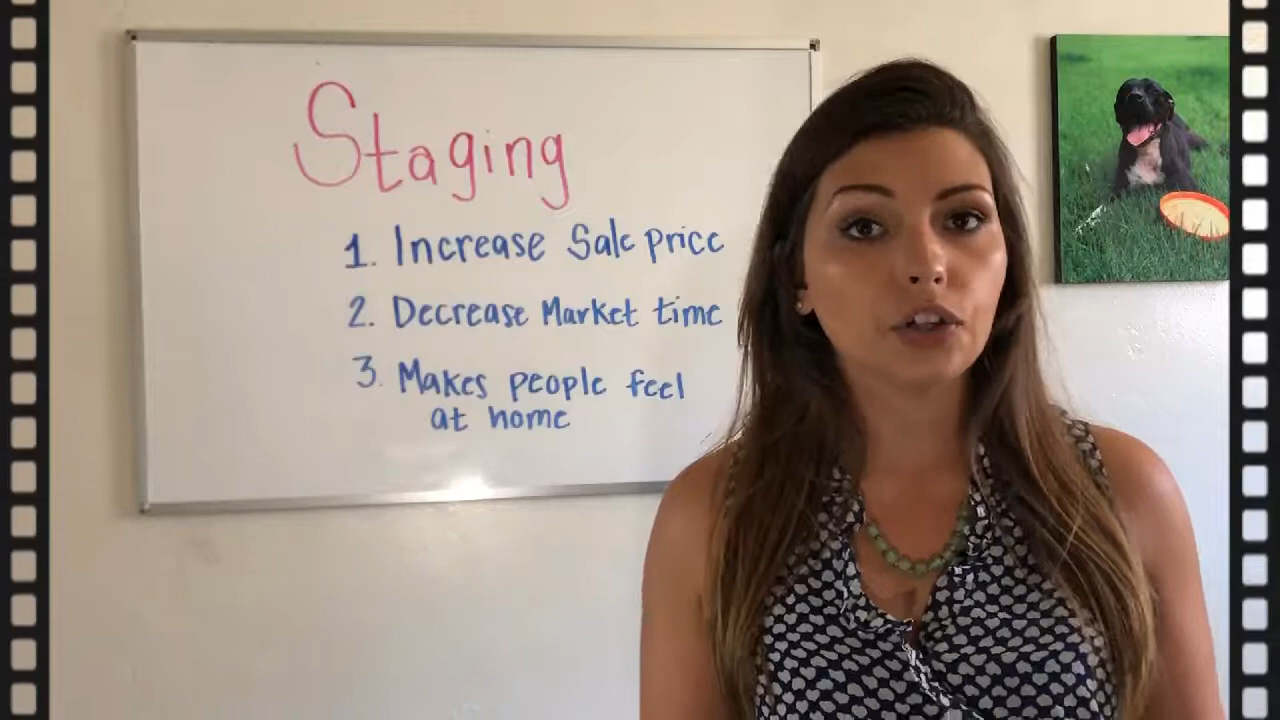 Staging
1. Increase Sale price
2. Decrease Market time
3. Makes people feel
at home